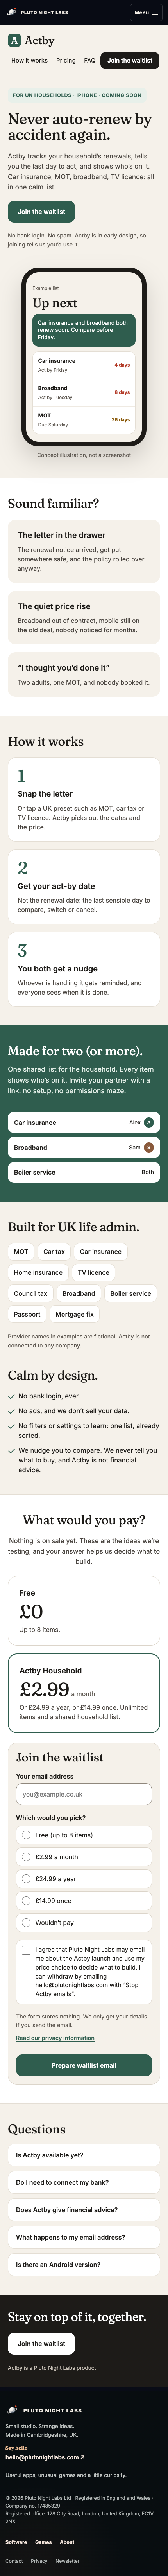 PLUTO NIGHT LABS
Menu
A Actby
How it works
Pricing
FAQ
Join the waitlist
FOR UK HOUSEHOLDS · IPHONE · COMING SOON
Never auto-renew by
accident again.
Actby tracks your household’s renewals, tells
you the last day to act, and shows who’s on it.
Car insurance, MOT, broadband, TV licence: all
in one calm list.
Join the waitlist
No bank login. No spam. Actby is in early design, so
joining tells us you’d use it.
Example list
Up next
Car insurance and broadband both
renew soon. Compare before
Friday.
Car insurance
Act by Friday
4 days
Broadband
Act by Tuesday
8 days
MOT
Due Saturday
26 days
Concept illustration, not a screenshot
Sound familiar?
The letter in the drawer
The renewal notice arrived, got put
somewhere safe, and the policy rolled over
anyway.
The quiet price rise
Broadband out of contract, mobile still on
the old deal, nobody noticed for months.
“I thought you’d done it”
Two adults, one MOT, and nobody booked it.
How it works
1
Snap the letter
Or tap a UK preset such as MOT, car tax or
TV licence. Actby picks out the dates and
the price.
2
Get your act-by date
Not the renewal date: the last sensible day to
compare, switch or cancel.
3
You both get a nudge
Whoever is handling it gets reminded, and
everyone sees when it is done.
Made for two (or more).
One shared list for the household. Every item
shows who’s on it. Invite your partner with a
link: no setup, no permissions maze.
Car insurance
Alex A
Broadband
Sam S
Boiler service
Both
Built for UK life admin.
MOT
Car tax
Car insurance
Home insurance
TV licence
Council tax
Broadband
Boiler service
Passport
Mortgage fix
Provider names in examples are fictional. Actby is not
connected to any company.
Calm by design.
No bank login, ever.
No ads, and we don’t sell your data.
No filters or settings to learn: one list, already
sorted.
We nudge you to compare. We never tell you
what to buy, and Actby is not financial
advice.
What would you pay?
Nothing is on sale yet. These are the ideas we’re
testing, and your answer helps us decide what to
build.
Free
£0
Up to 8 items.
Actby Household
£2.99 a month
Or £24.99 a year, or £14.99 once. Unlimited
items and a shared household list.
Join the waitlist
Your email address
you@example.co.uk
Which would you pick?
Free (up to 8 items)
£2.99 a month
£24.99 a year
£14.99 once
Wouldn’t pay
I agree that Pluto Night Labs may email
me about the Actby launch and use my
price choice to decide what to build. I
can withdraw by emailing
hello@plutonightlabs.com with “Stop
Actby emails”.
The form stores nothing. We only get your details
if you send the email.
Read our privacy information
Prepare waitlist email
Questions
Is Actby available yet?
Do I need to connect my bank?
Does Actby give financial advice?
What happens to my email address?
Is there an Android version?
Stay on top of it, together.
Join the waitlist
Actby is a Pluto Night Labs product.
PLUTO NIGHT LABS
Small studio. Strange ideas.
Made in Cambridgeshire, UK.
Say hello
hello@plutonightlabs.com ↗
Useful apps, unusual games and a little curiosity.
© 2026 Pluto Night Labs Ltd · Registered in England and Wales ·
Company no. 17485329
Registered office: 128 City Road, London, United Kingdom, EC1V
2NX
Software
Games
About
Contact
Privacy
Newsletter